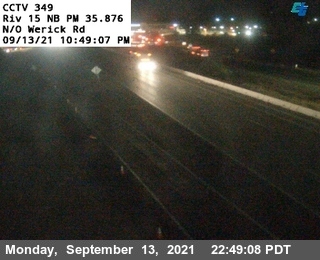 CCTV 349
Riv 15 NB PM 35.876
N/O Werick Rd
09/13/21 10:49:07 PM
Monday, September 13, 2021 22:49:08 PDT